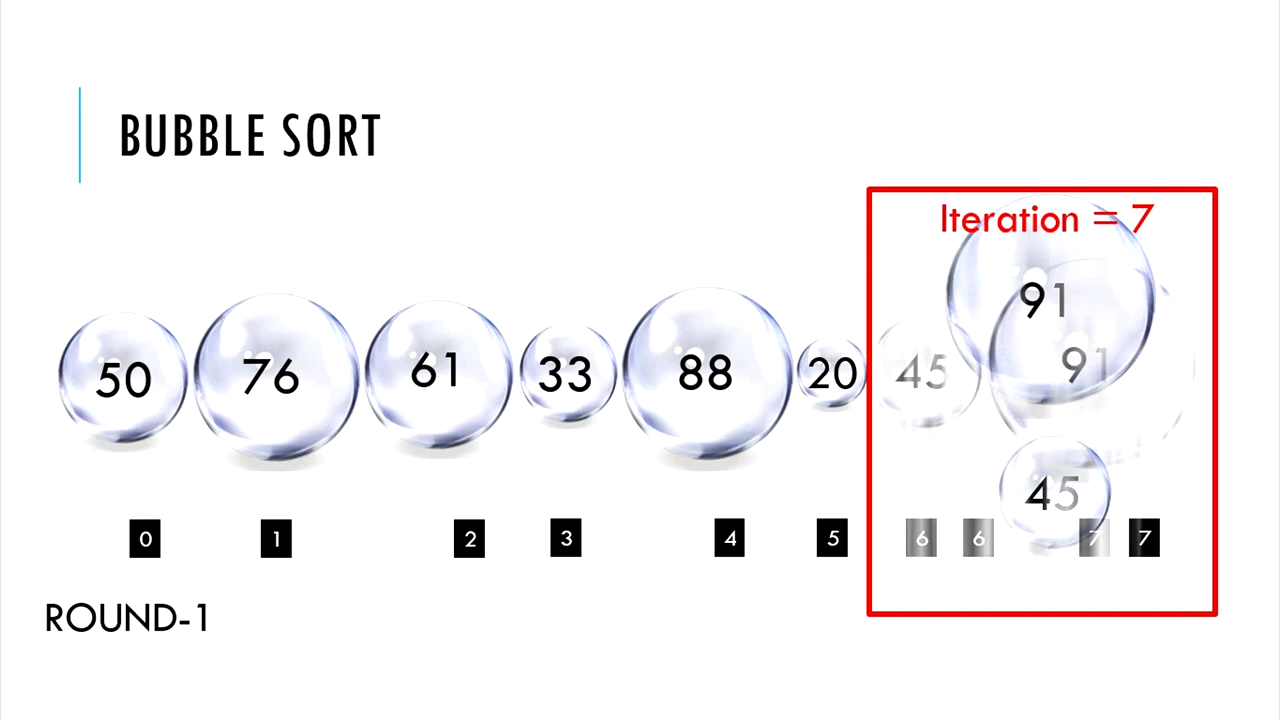 BUBBLE SORT
Iteration = 7
91
50 76 61 33 88 20 45 91
45
0 1 2 3 4 5 6 6 7 7
ROUND-1